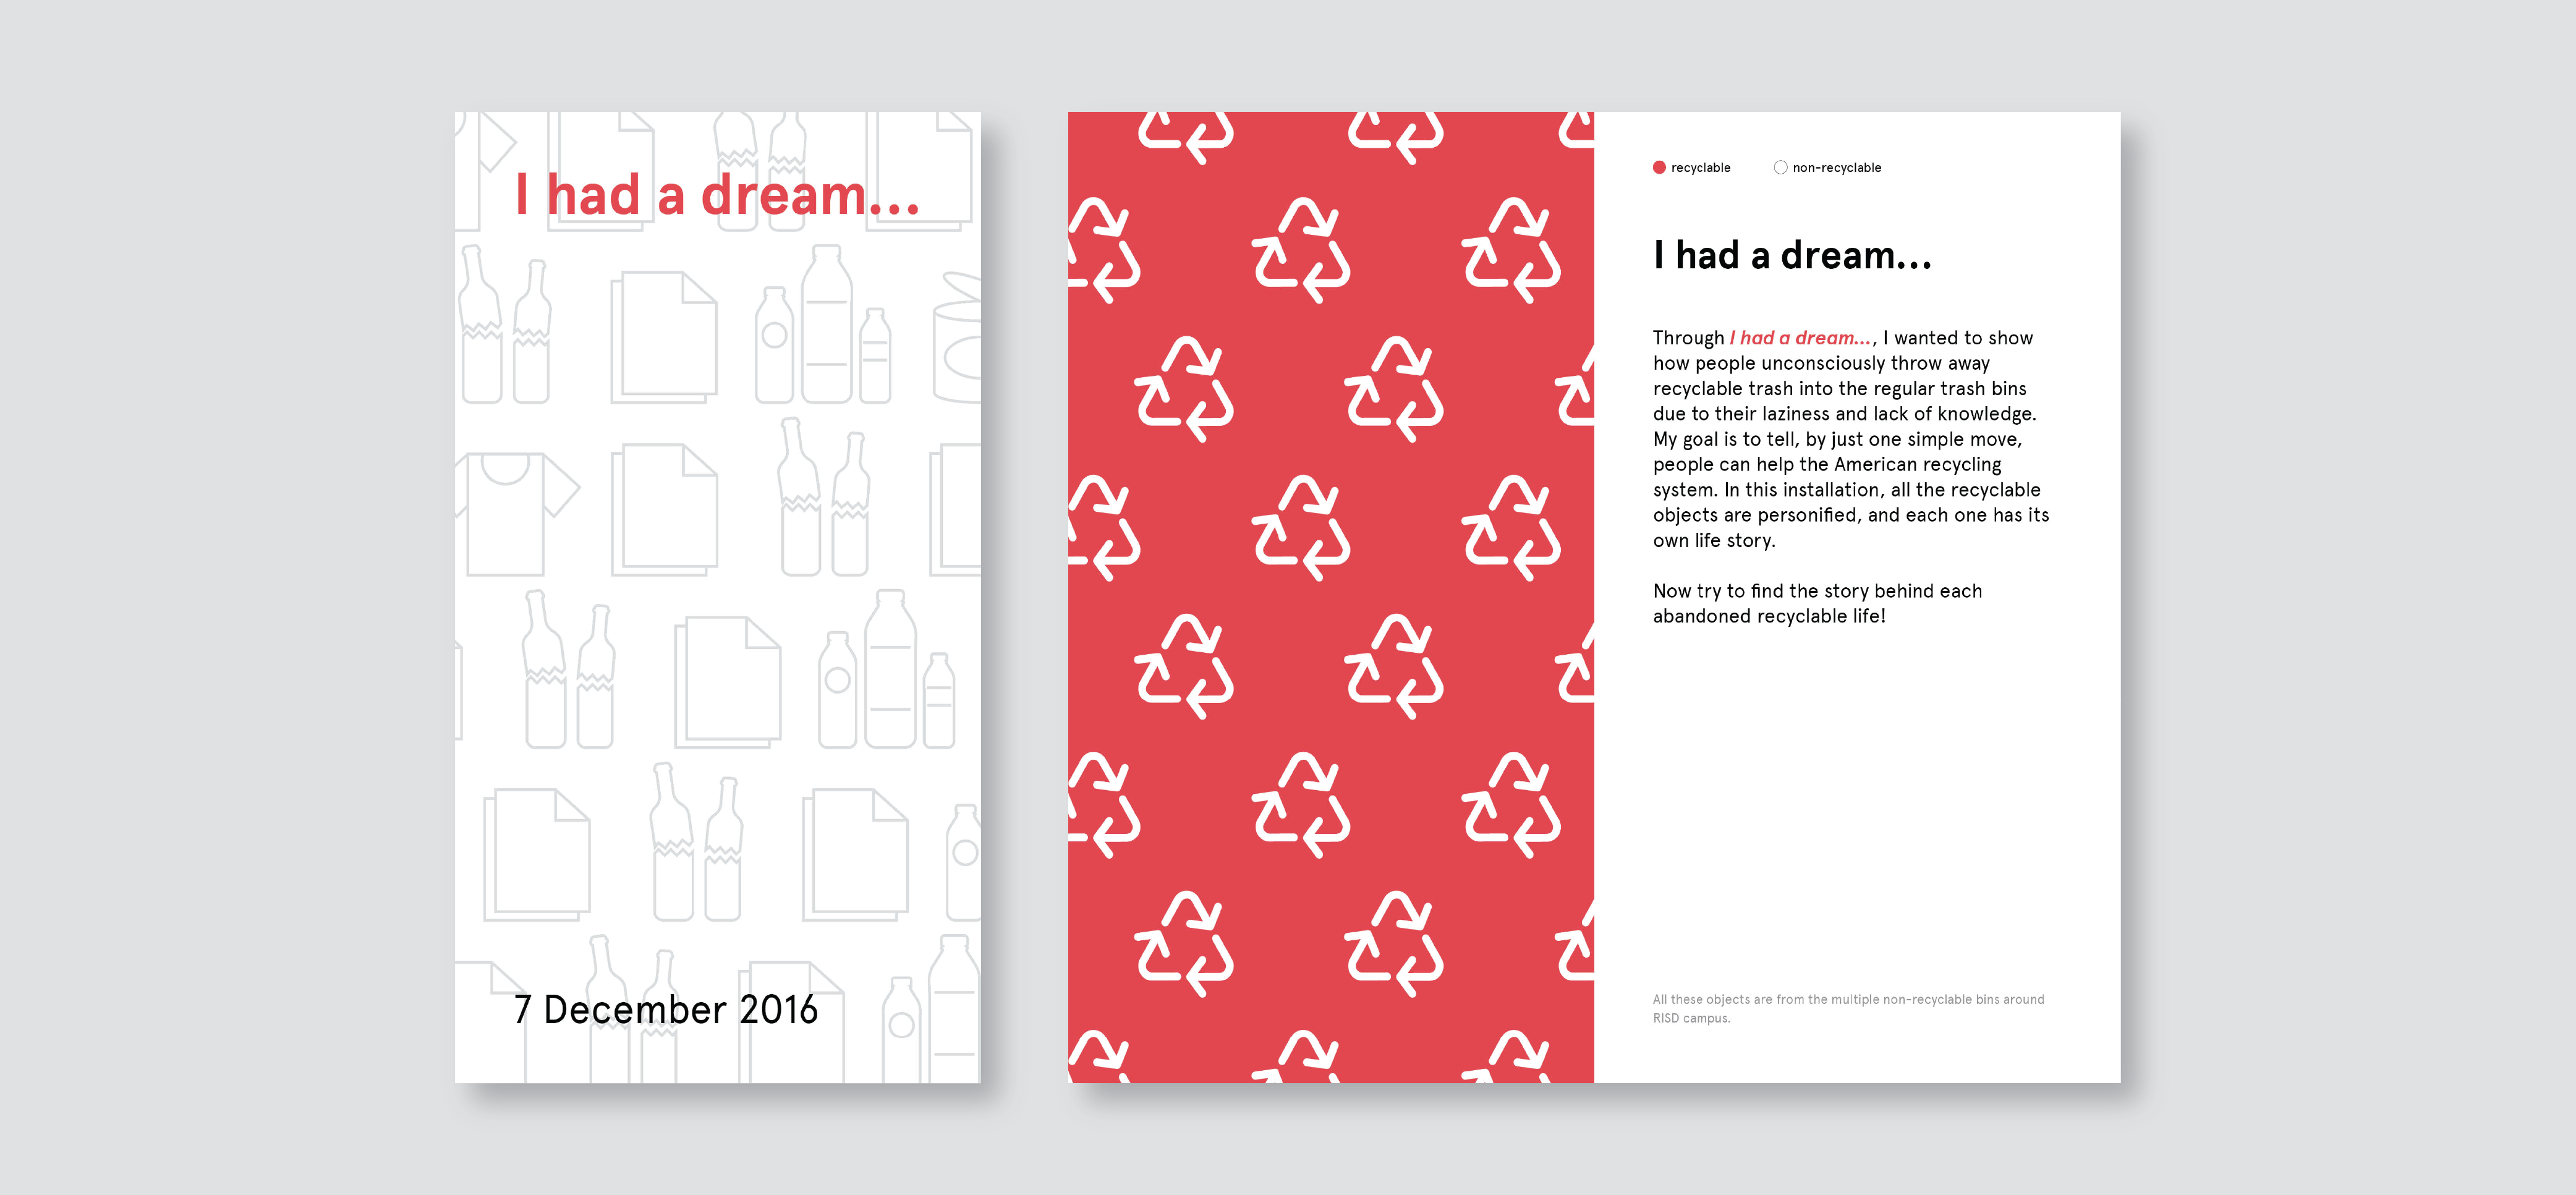 I had a dream...
7 December 2016
recyclable
non-recyclable
I had a dream...
Through I had a dream..., I wanted to show
how people unconsciously throw away
recyclable trash into the regular trash bins
due to their laziness and lack of knowledge.
My goal is to tell, by just one simple move,
people can help the American recycling
system. In this installation, all the recyclable
objects are personified, and each one has its
own life story.
Now try to find the story behind each
abandoned recyclable life!
All these objects are from the multiple non-recyclable bins around
RISD campus.